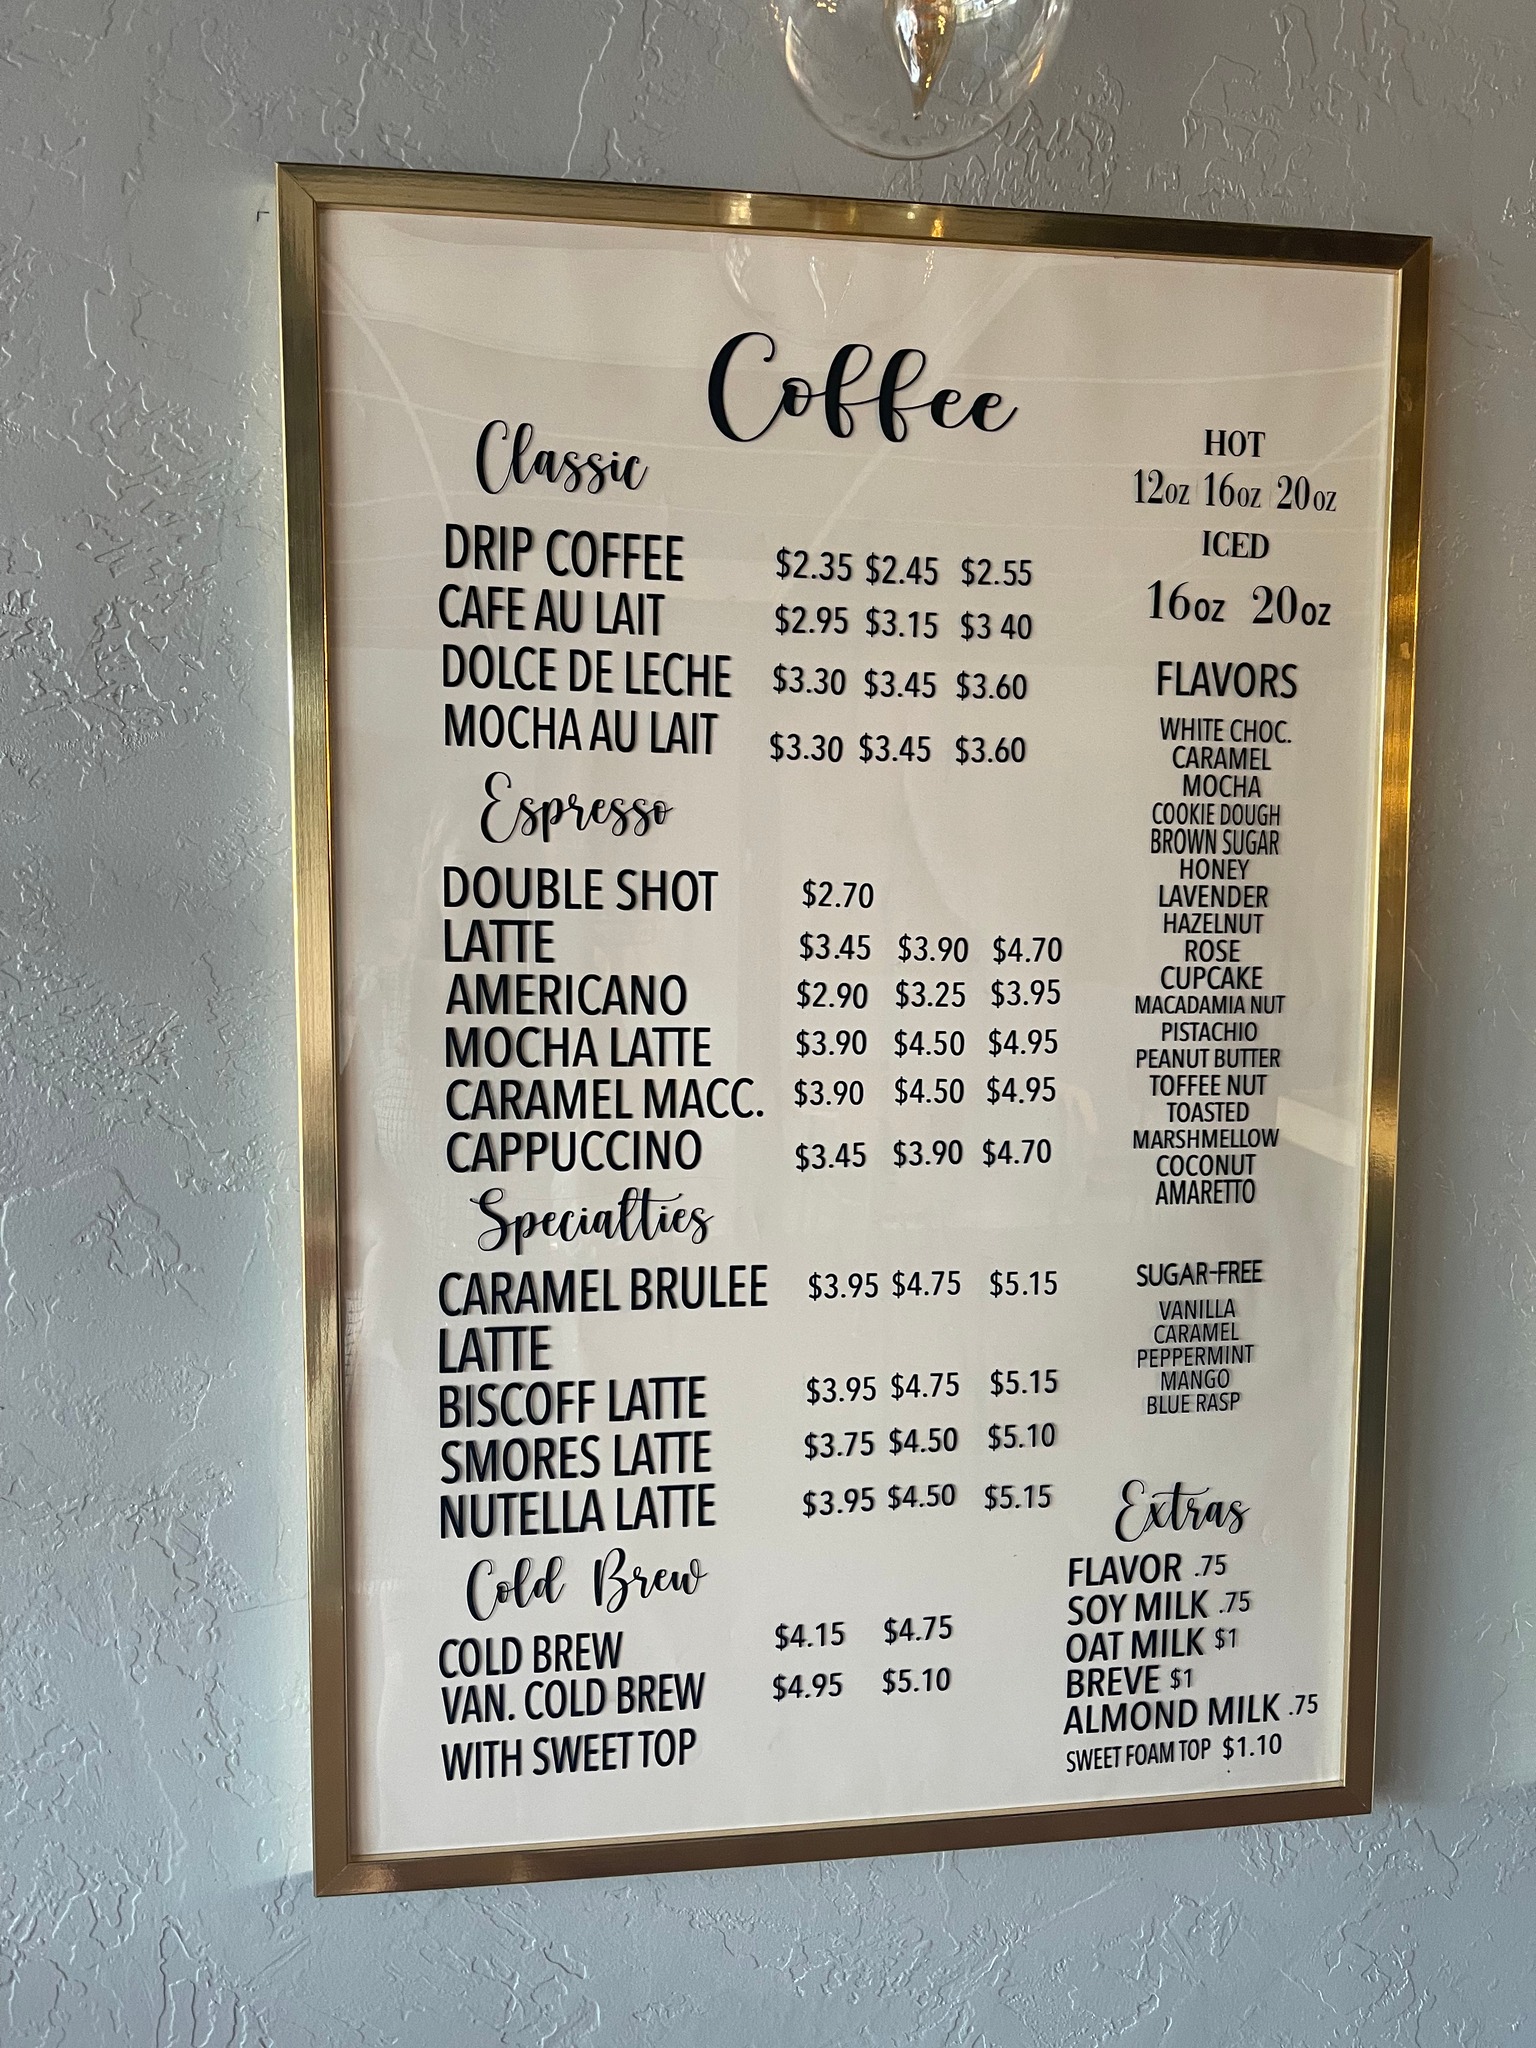 Coffee
Classic
DRIP COFFEE $2.35 $2.45 $2.55
CAFE AU LAIT $2.95 $3.15 $3 40
DOLCE DE LECHE $3.30 $3.45 $3.60
MOCHA AU LAIT $3.30 $3.45 $3.60
Espresso
DOUBLE SHOT $2.70
LATTE $3.45 $3.90 $4.70
AMERICANO $2.90 $3.25 $3.95
MOCHA LATTE $3.90 $4.50 $4.95
CARAMEL MACC. $3.90 $4.50 $4.95
CAPPUCCINO $3.45 $3.90 $4.70
Specialties
CARAMEL BRULEE $3.95 $4.75 $5.15
LATTE
BISCOFF LATTE $3.95 $4.75 $5.15
SMORES LATTE $3.75 $4.50 $5.10
NUTELLA LATTE $3.95 $4.50 $5.15
Cold Brew
COLD BREW $4.15 $4.75
VAN. COLD BREW $4.95 $5.10
WITH SWEET TOP
HOT
12oz 16oz 20oz
ICED
16oz 20oz
FLAVORS
WHITE CHOC.
CARAMEL
MOCHA
COOKIE DOUGH
BROWN SUGAR
HONEY
LAVENDER
HAZELNUT
ROSE
CUPCAKE
MACADAMIA NUT
PISTACHIO
PEANUT BUTTER
TOFFEE NUT
TOASTED
MARSHMELLOW
COCONUT
AMARETTO
SUGAR-FREE
VANILLA
CARAMEL
PEPPERMINT
MANGO
BLUE RASP
Extras
FLAVOR .75
SOY MILK .75
OAT MILK $1
BREVE $1
ALMOND MILK .75
SWEET FOAM TOP $1.10